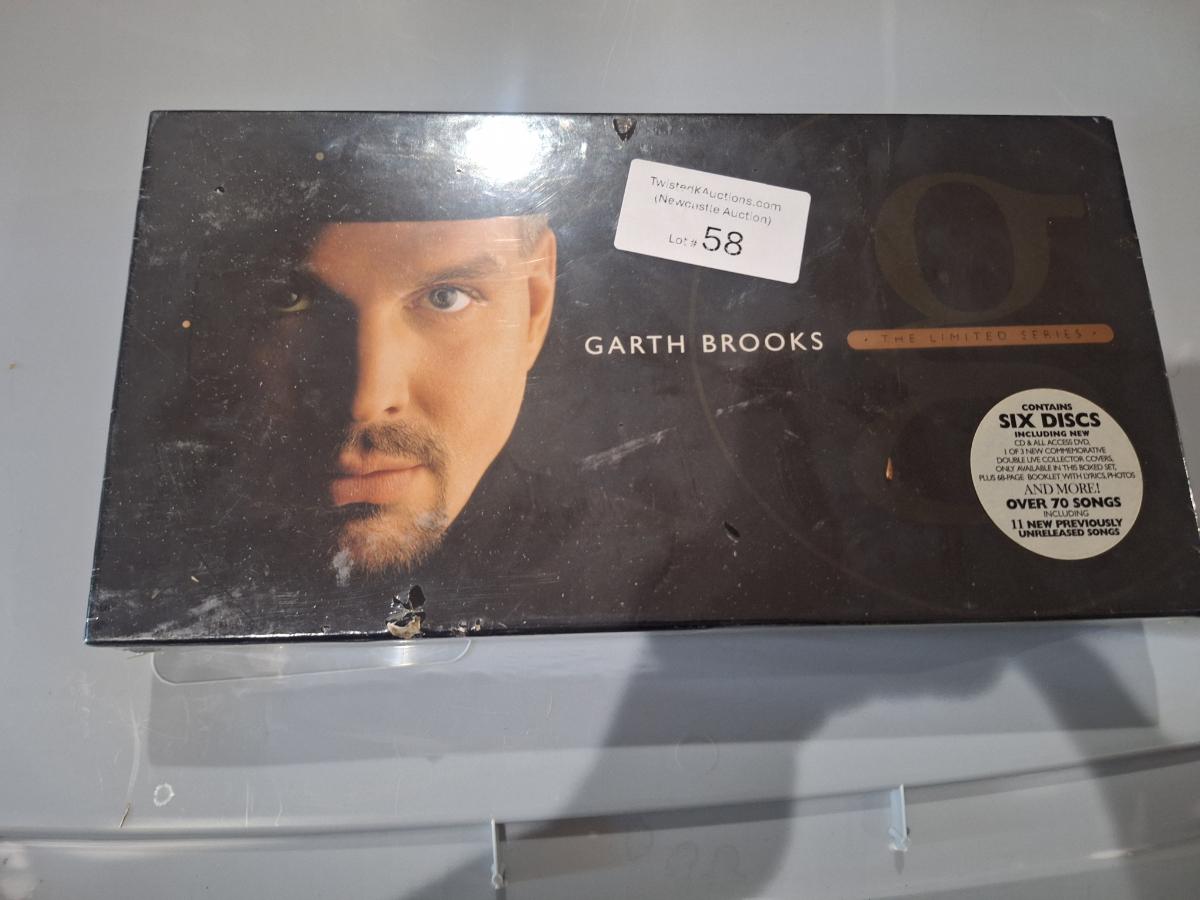 TwistedKAuctions.com
(Newcastle Auction)
Lot # 58
GARTH BROOKS
· THE LIMITED SERIES ·
g
CONTAINS
SIX DISCS
INCLUDING NEW
CD & ALL ACCESS DVD,
1 OF 3 NEW COMMEMORATIVE
DOUBLE LIVE COLLECTOR COVERS,
ONLY AVAILABLE IN THIS BOXED SET,
PLUS 68-PAGE BOOKLET WITH LYRICS, PHOTOS
AND MORE!
OVER 70 SONGS
INCLUDING
11 NEW PREVIOUSLY
UNRELEASED SONGS